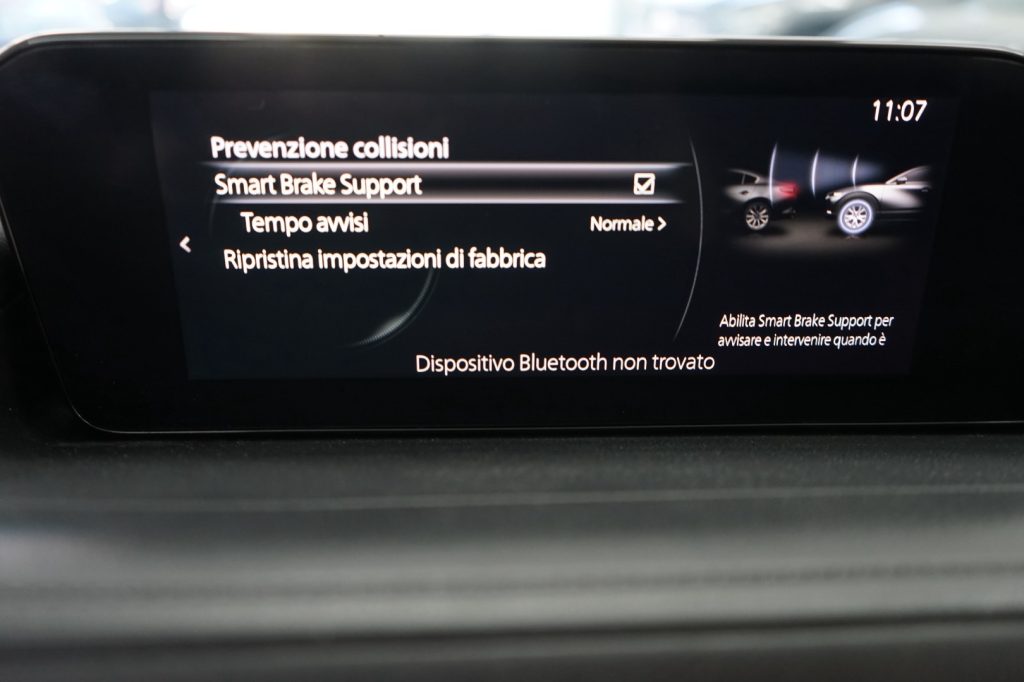 11:07
Prevenzione collisioni
Smart Brake Support
Tempo avvisi Normale >
Ripristina impostazioni di fabbrica
Abilita Smart Brake Support per
avvisare e intervenire quando è
Dispositivo Bluetooth non trovato